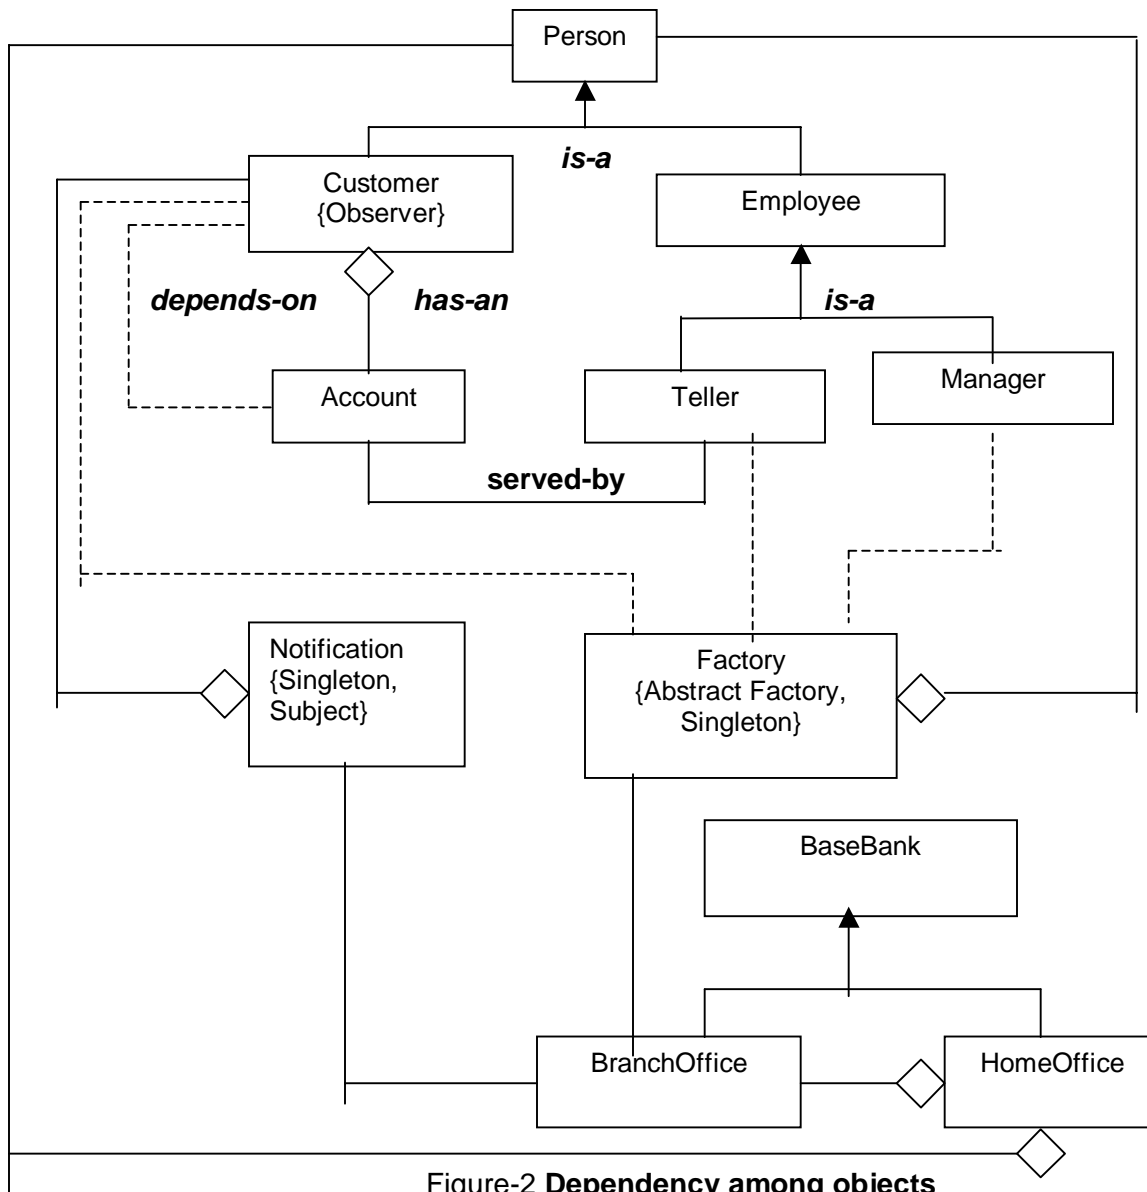 Person
is-a
Customer
{Observer}
Employee
depends-on
has-an
is-a
Account
Teller
Manager
served-by
Notification
{Singleton,
Subject}
Factory
{Abstract Factory,
Singleton}
BaseBank
BranchOffice
HomeOffice
Figure-2 Dependency among objects